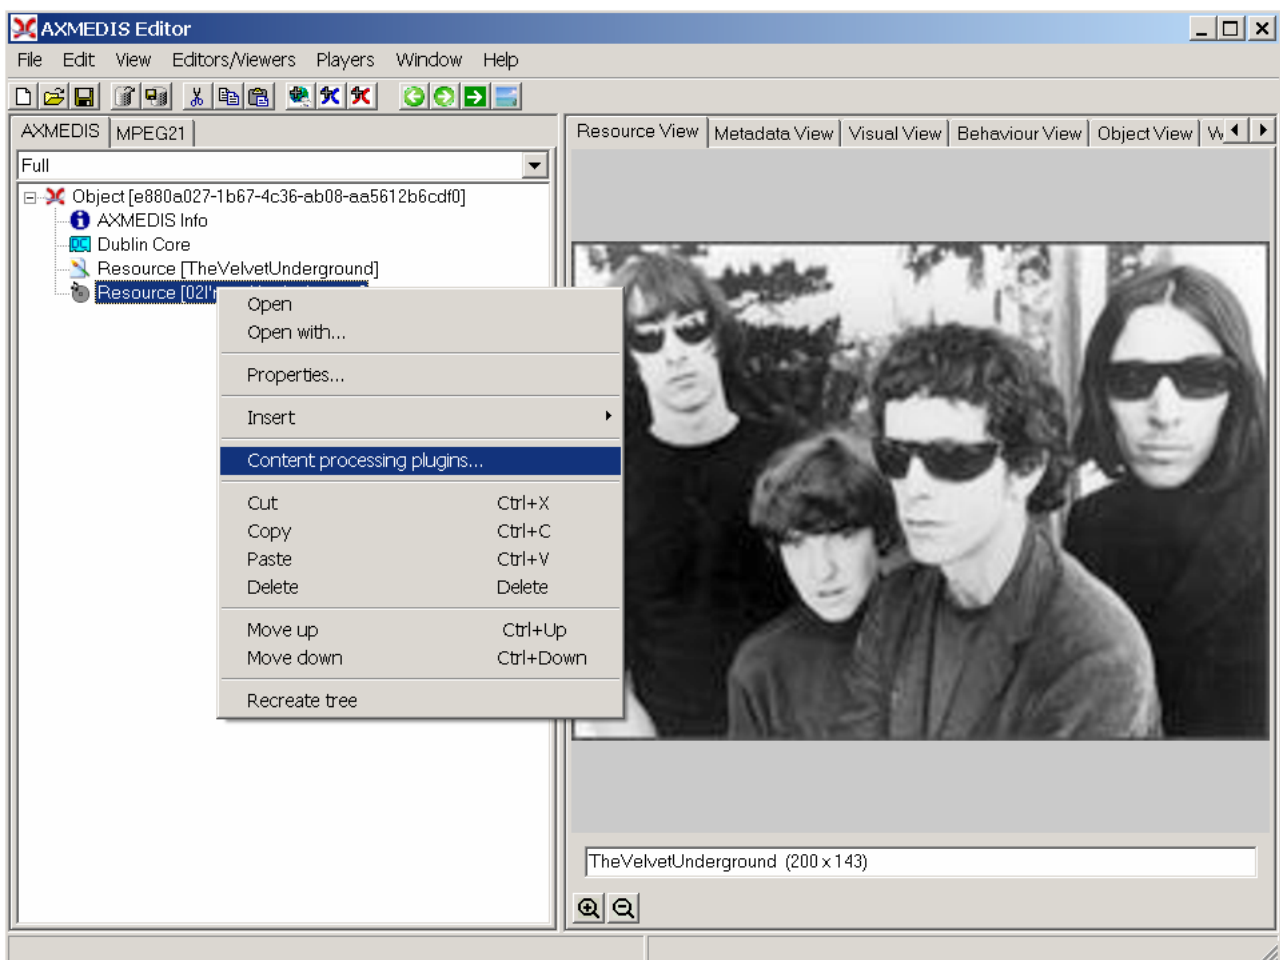 AXMEDIS Editor
File Edit View Editors/Viewers Players Window Help
AXMEDIS MPEG21
Full
Object [e880a027-1b67-4c36-ab08-aa5612b6cdf0]
AXMEDIS Info
DC Dublin Core
Resource [TheVelvetUnderground]
Resource [02I'
Open
Open with...
Properties...
Insert
Content processing plugins...
Cut Ctrl+X
Copy Ctrl+C
Paste Ctrl+V
Delete Delete
Move up Ctrl+Up
Move down Ctrl+Down
Recreate tree
Resource View Metadata View Visual View Behaviour View Object View
TheVelvetUnderground (200 x 143)